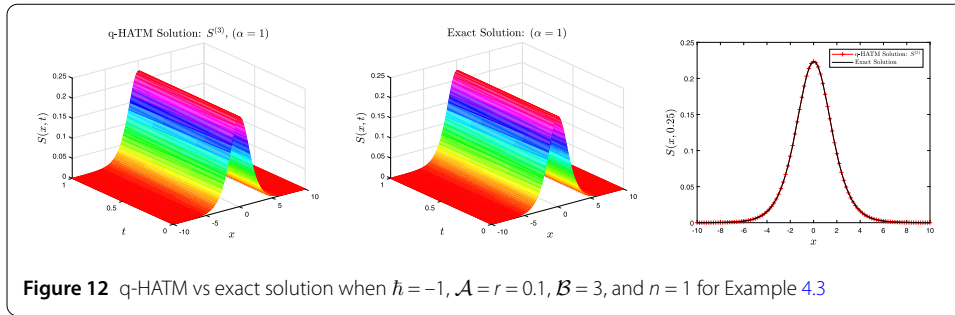 q-HATM Solution: S⁽³⁾, (α = 1)
S(x, t)
0.25
0.2
0.15
0.1
0.05
0
1
0.5
0
t
-10
-5
0
5
10
x
Exact Solution: (α = 1)
S(x, t)
0.25
0.2
0.15
0.1
0.05
0
1
0.5
0
t
-10
-5
0
5
10
x
q-HATM Solution: S⁽³⁾
Exact Solution
S(x, 0.25)
0.25
0.2
0.15
0.1
0.05
0
-10 -8 -6 -4 -2 0 2 4 6 8 10
x
Figure 12 q-HATM vs exact solution when ℏ = −1, 𝒜 = r = 0.1, ℬ = 3, and n = 1 for Example 4.3